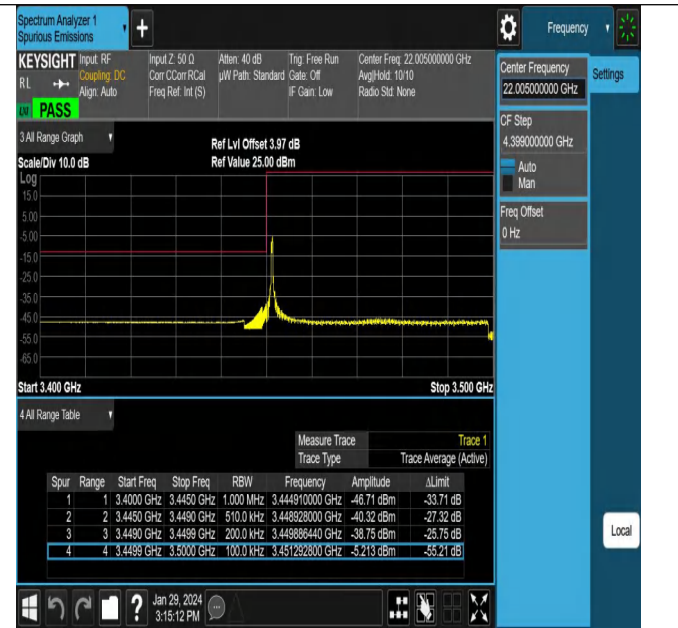 Spectrum Analyzer 1
Spurious Emissions
Frequency
KEYSIGHT
RL
PASS
Input: RF
Coupling: DC
Align: Auto
Input Z: 50 Ω
Corr CCorr RCal
Freq Ref: Int (S)
Atten: 40 dB
µW Path: Standard
Trig: Free Run
Gate: Off
IF Gain: Low
Center Freq: 22.005000000 GHz
Avg|Hold: 10/10
Radio Std: None
Center Frequency
22.005000000 GHz
Settings
CF Step
4.399000000 GHz
Auto
Man
Freq Offset
0 Hz
3 All Range Graph
Scale/Div 10.0 dB
Ref Lvl Offset 3.97 dB
Ref Value 25.00 dBm
Log
15.0
5.00
-5.00
-15.0
-25.0
-35.0
-45.0
-55.0
-65.0
Start 3.400 GHz
Stop 3.500 GHz
4 All Range Table
Measure Trace Trace 1
Trace Type Trace Average (Active)
Spur Range Start Freq Stop Freq RBW Frequency Amplitude ΔLimit
1 1 3.4000 GHz 3.4450 GHz 1.000 MHz 3.444910000 GHz -46.71 dBm -33.71 dB
2 2 3.4450 GHz 3.4490 GHz 510.0 kHz 3.448928000 GHz -40.32 dBm -27.32 dB
3 3 3.4490 GHz 3.4499 GHz 200.0 kHz 3.449886440 GHz -38.75 dBm -25.75 dB
4 4 3.4499 GHz 3.5000 GHz 100.0 kHz 3.451292800 GHz -5.213 dBm -55.21 dB
Local
Jan 29, 2024
3:15:12 PM